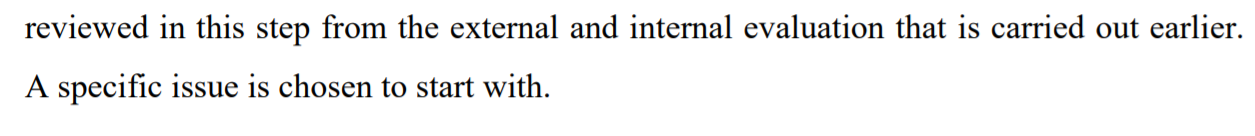 reviewed in this step from the external and internal evaluation that is carried out earlier.
A specific issue is chosen to start with.